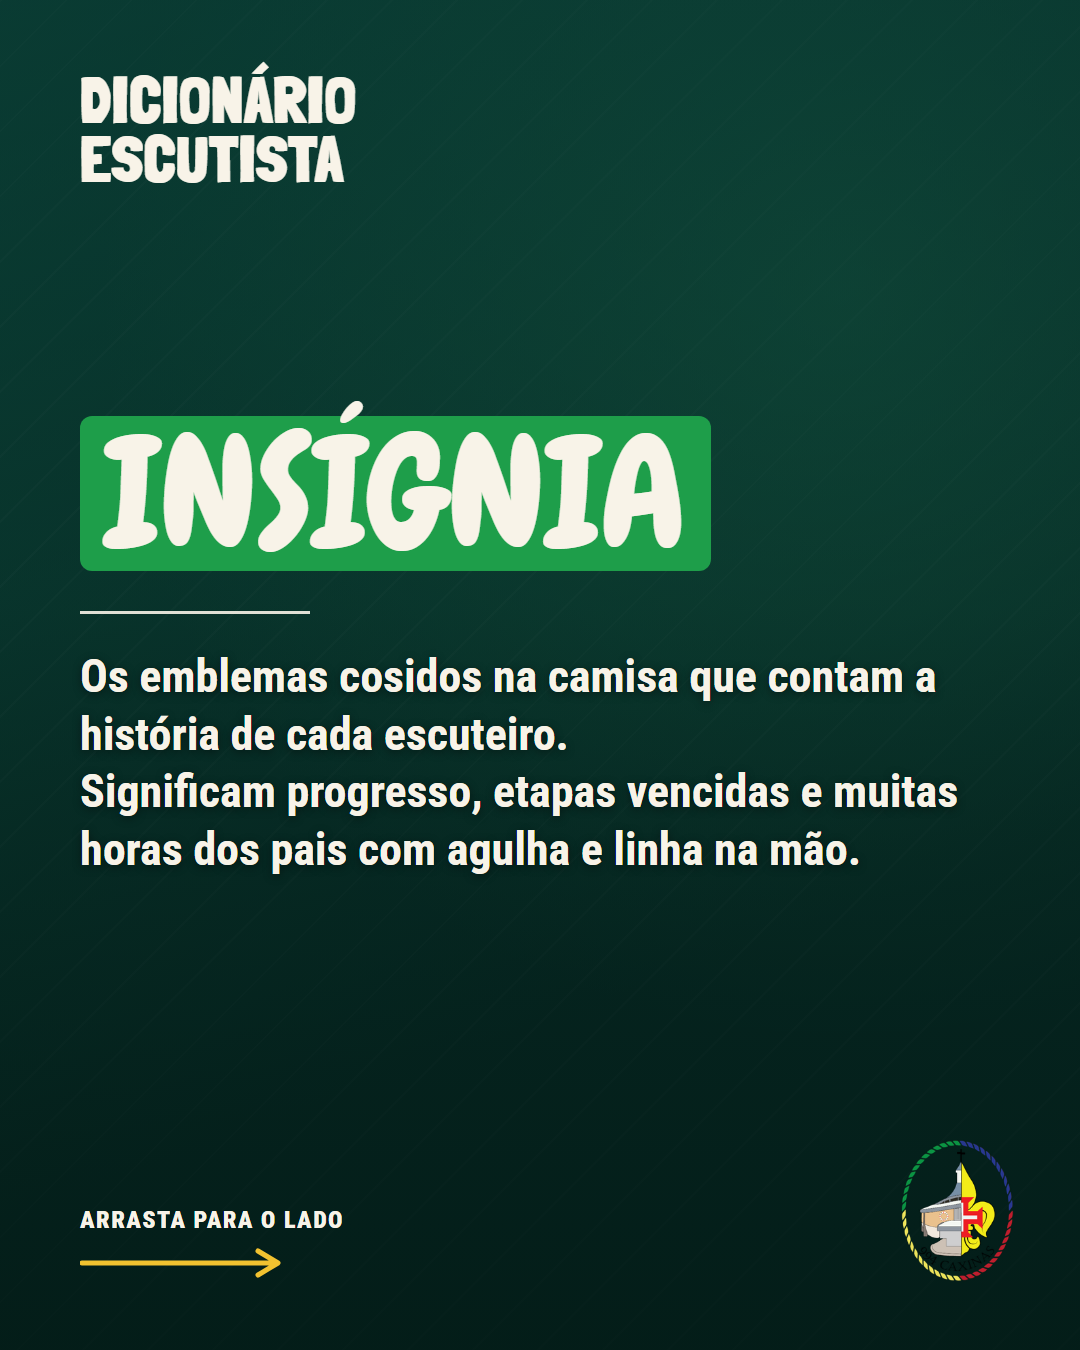 DICIONÁRIO
ESCUTISTA
INSÍGNIA
Os emblemas cosidos na camisa que contam a
história de cada escuteiro.
Significam progresso, etapas vencidas e muitas
horas dos pais com agulha e linha na mão.
ARRASTA PARA O LADO
CAXINAS